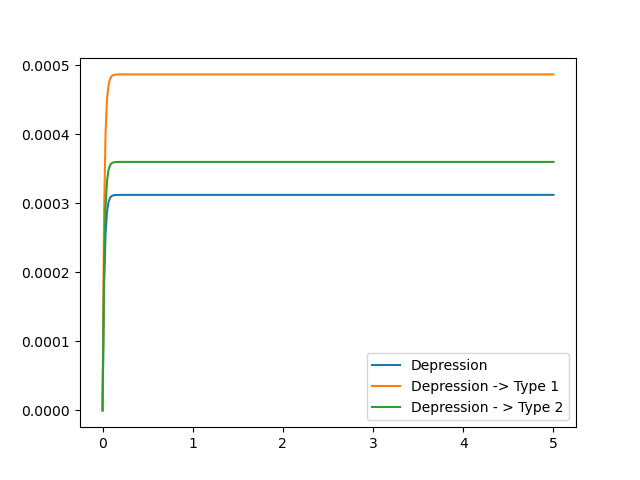 0.0005
0.0004
0.0003
0.0002
0.0001
0.0000
0 1 2 3 4 5
Depression
Depression -> Type 1
Depression - > Type 2